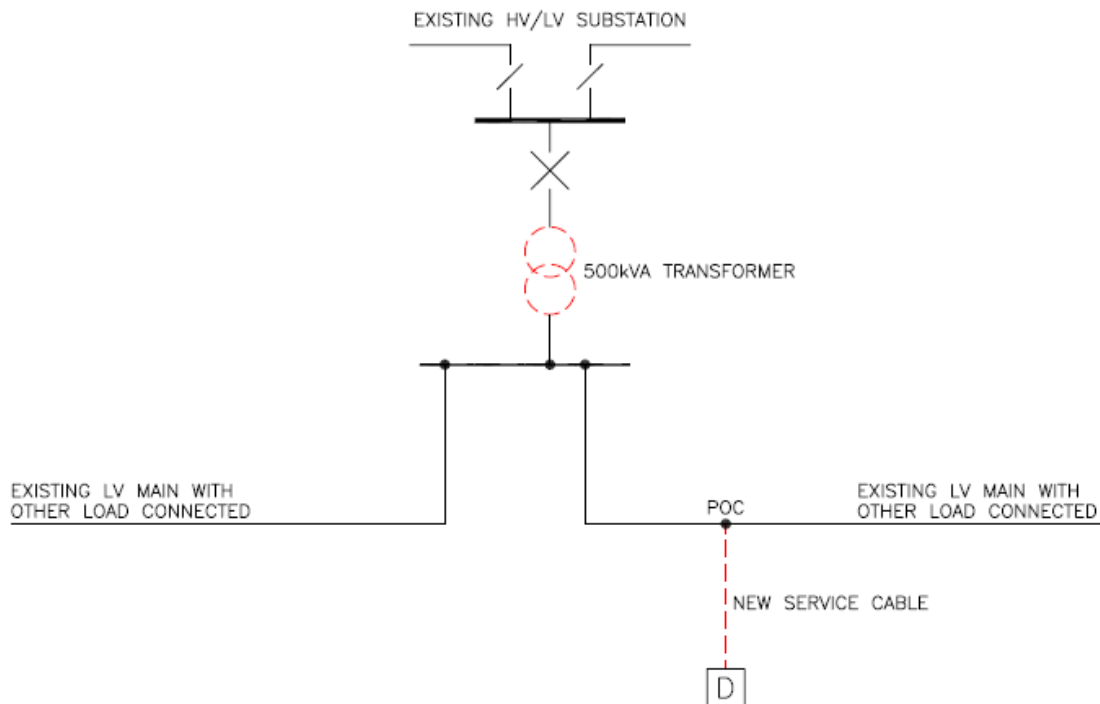 EXISTING HV/LV SUBSTATION
500kVA TRANSFORMER
EXISTING LV MAIN WITH
OTHER LOAD CONNECTED
POC
EXISTING LV MAIN WITH
OTHER LOAD CONNECTED
NEW SERVICE CABLE
D